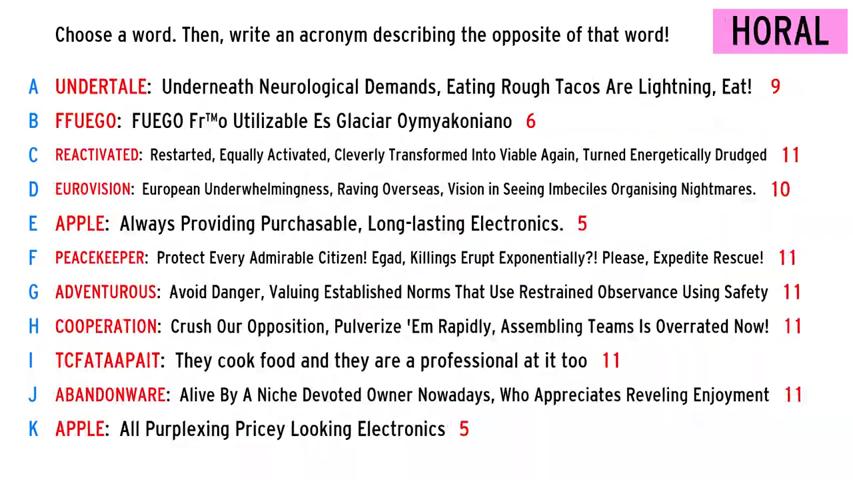 Choose a word. Then, write an acronym describing the opposite of that word!
HORAL
A UNDERTALE: Underneath Neurological Demands, Eating Rough Tacos Are Lightning, Eat! 9
B FFUEGO: FUEGO Fr™o Utilizable Es Glaciar Oymyakoniano 6
C REACTIVATED: Restarted, Equally Activated, Cleverly Transformed Into Viable Again, Turned Energetically Drudged 11
D EUROVISION: European Underwhelmingness, Raving Overseas, Vision in Seeing Imbeciles Organising Nightmares. 10
E APPLE: Always Providing Purchasable, Long-lasting Electronics. 5
F PEACEKEEPER: Protect Every Admirable Citizen! Egad, Killings Erupt Exponentially?! Please, Expedite Rescue! 11
G ADVENTUROUS: Avoid Danger, Valuing Established Norms That Use Restrained Observance Using Safety 11
H COOPERATION: Crush Our Opposition, Pulverize 'Em Rapidly, Assembling Teams Is Overrated Now! 11
I TCFATAAPAIT: They cook food and they are a professional at it too 11
J ABANDONWARE: Alive By A Niche Devoted Owner Nowadays, Who Appreciates Reveling Enjoyment 11
K APPLE: All Purplexing Pricey Looking Electronics 5